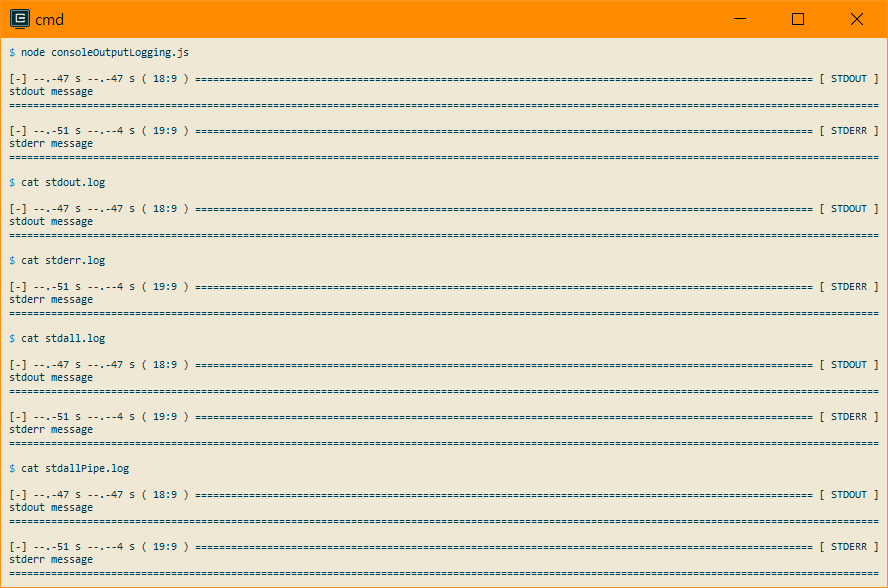 cmd
$ node consoleOutputLogging.js
[-] --.-47 s --.-47 s ( 18:9 ) ======================================================================================================= [ STDOUT ]
stdout message
=================================================================================================================================================
[-] --.-51 s --.--4 s ( 19:9 ) ======================================================================================================= [ STDERR ]
stderr message
=================================================================================================================================================
$ cat stdout.log
[-] --.-47 s --.-47 s ( 18:9 ) ======================================================================================================= [ STDOUT ]
stdout message
=================================================================================================================================================
$ cat stderr.log
[-] --.-51 s --.--4 s ( 19:9 ) ======================================================================================================= [ STDERR ]
stderr message
=================================================================================================================================================
$ cat stdall.log
[-] --.-47 s --.-47 s ( 18:9 ) ======================================================================================================= [ STDOUT ]
stdout message
=================================================================================================================================================
[-] --.-51 s --.--4 s ( 19:9 ) ======================================================================================================= [ STDERR ]
stderr message
=================================================================================================================================================
$ cat stdallPipe.log
[-] --.-47 s --.-47 s ( 18:9 ) ======================================================================================================= [ STDOUT ]
stdout message
=================================================================================================================================================
[-] --.-51 s --.--4 s ( 19:9 ) ======================================================================================================= [ STDERR ]
stderr message
=================================================================================================================================================